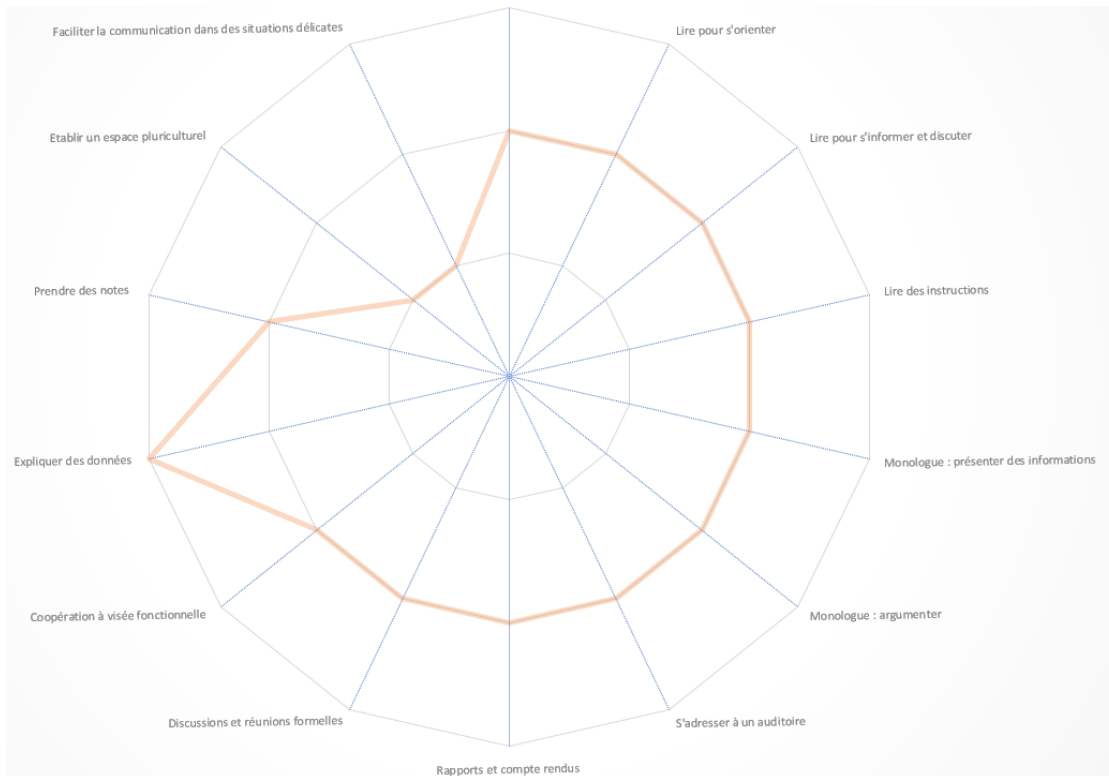 Faciliter la communication dans des situations délicates
Lire pour s'orienter
Etablir un espace pluriculturel
Lire pour s'informer et discuter
Prendre des notes
Lire des instructions
Expliquer des données
Monologue : présenter des informations
Coopération à visée fonctionnelle
Monologue : argumenter
Discussions et réunions formelles
S'adresser à un auditoire
Rapports et compte rendus